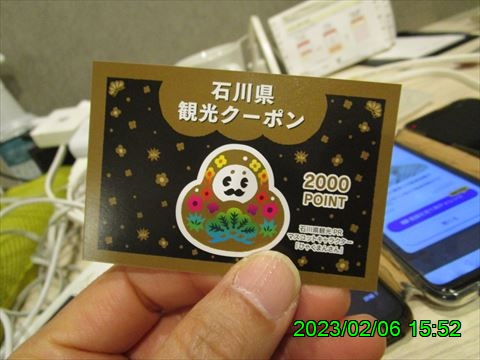 石川県
観光クーポン
2000
POINT
石川県観光PR
マスコットキャラクター
「ひゃくまんさん」
2023/02/06 15:52